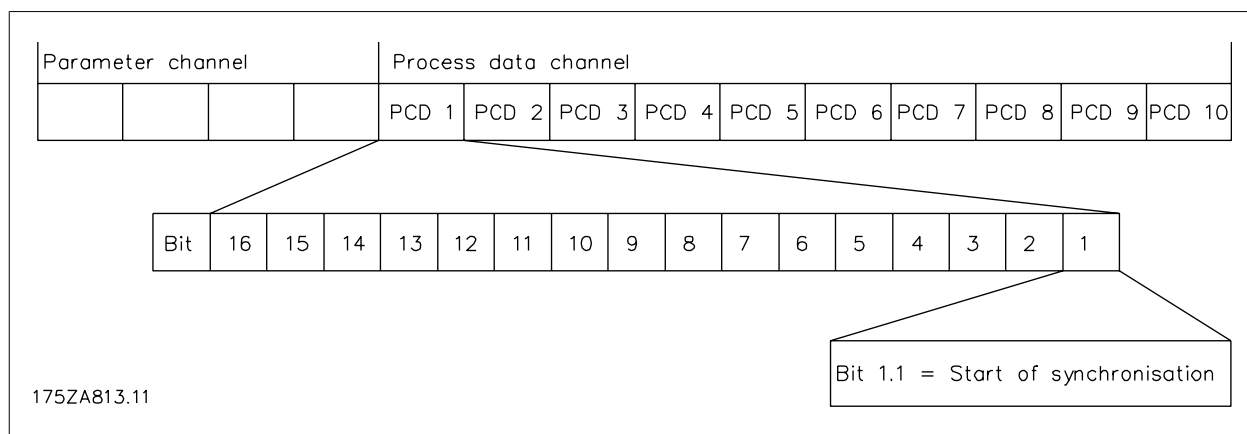 Parameter channel Process data channel
PCD 1 PCD 2 PCD 3 PCD 4 PCD 5 PCD 6 PCD 7 PCD 8 PCD 9 PCD 10
Bit 16 15 14 13 12 11 10 9 8 7 6 5 4 3 2 1
Bit 1.1 = Start of synchronisation
175ZA813.11